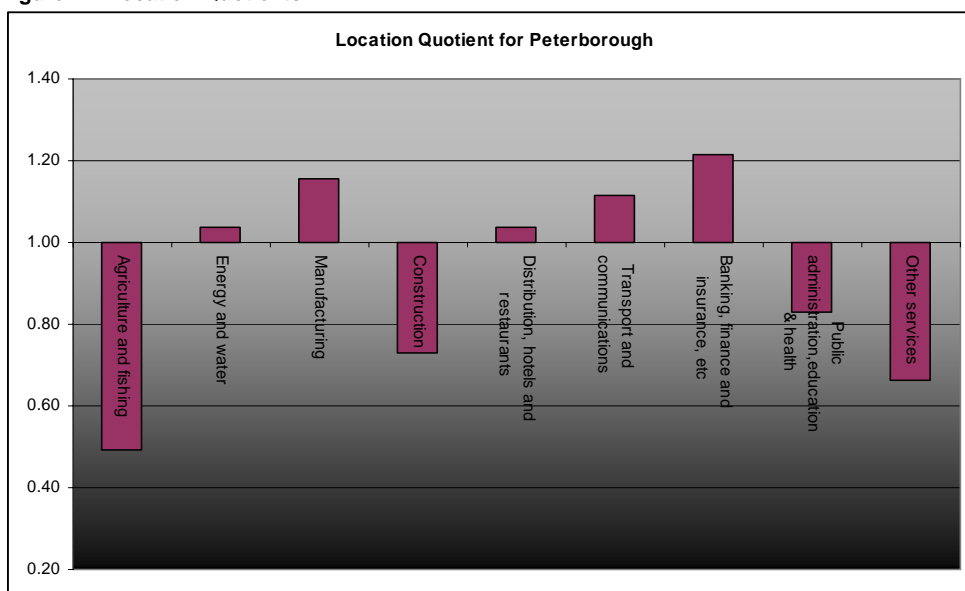 Location Quotient for Peterborough
1.40
1.20
1.00
0.80
0.60
0.40
0.20
Agriculture and fishing
Energy and water
Manufacturing
Construction
Distribution, hotels and
restaurants
Transport and
communications
Banking, finance and
insurance, etc
Public
administration,education
& health
Other services